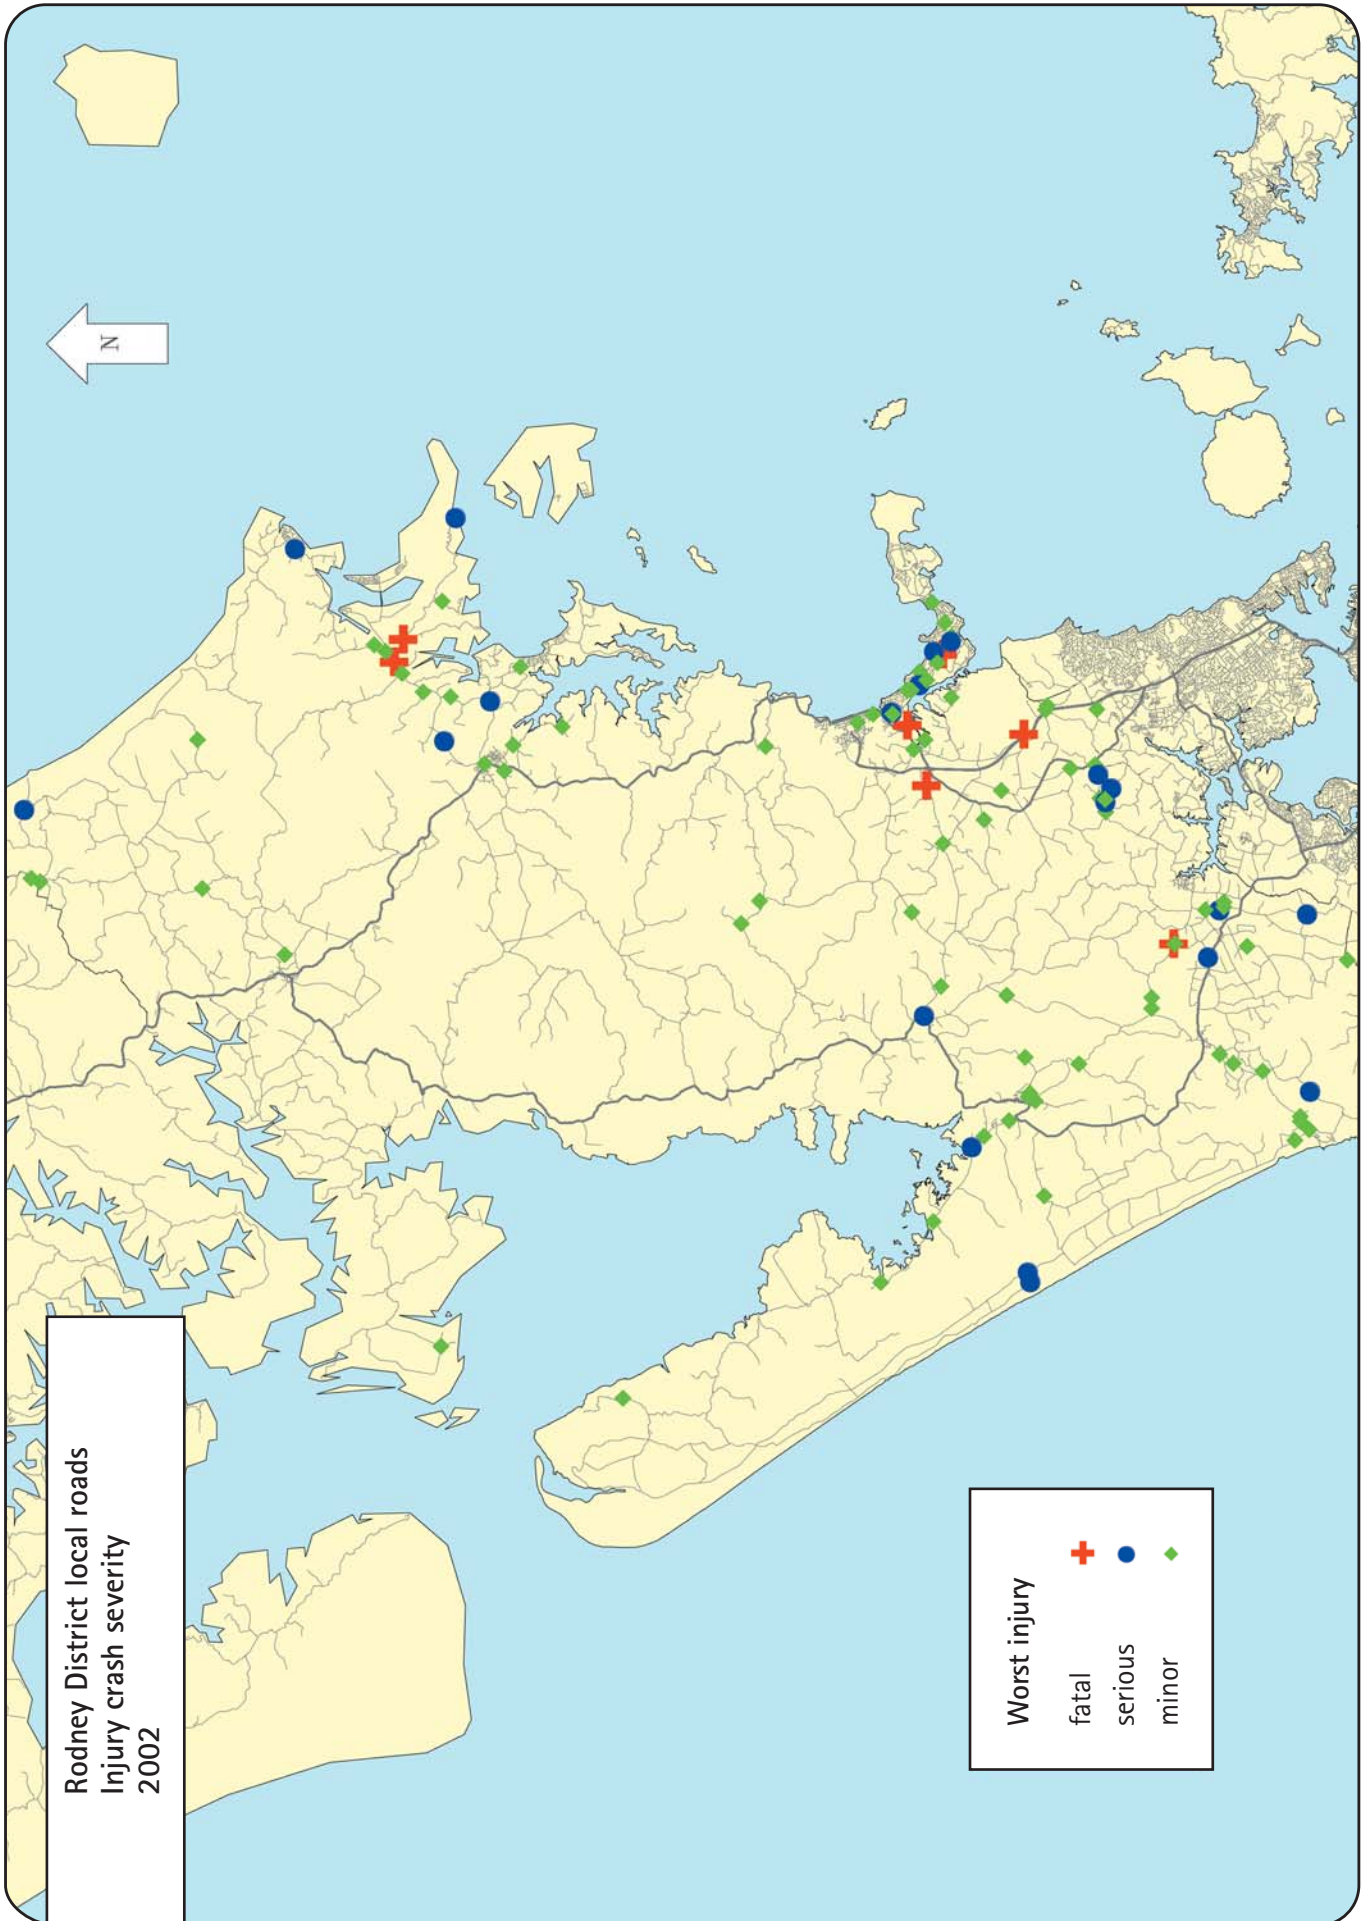 Rodney District local roads
Injury crash severity
2002
N
Worst injury
fatal
serious
minor